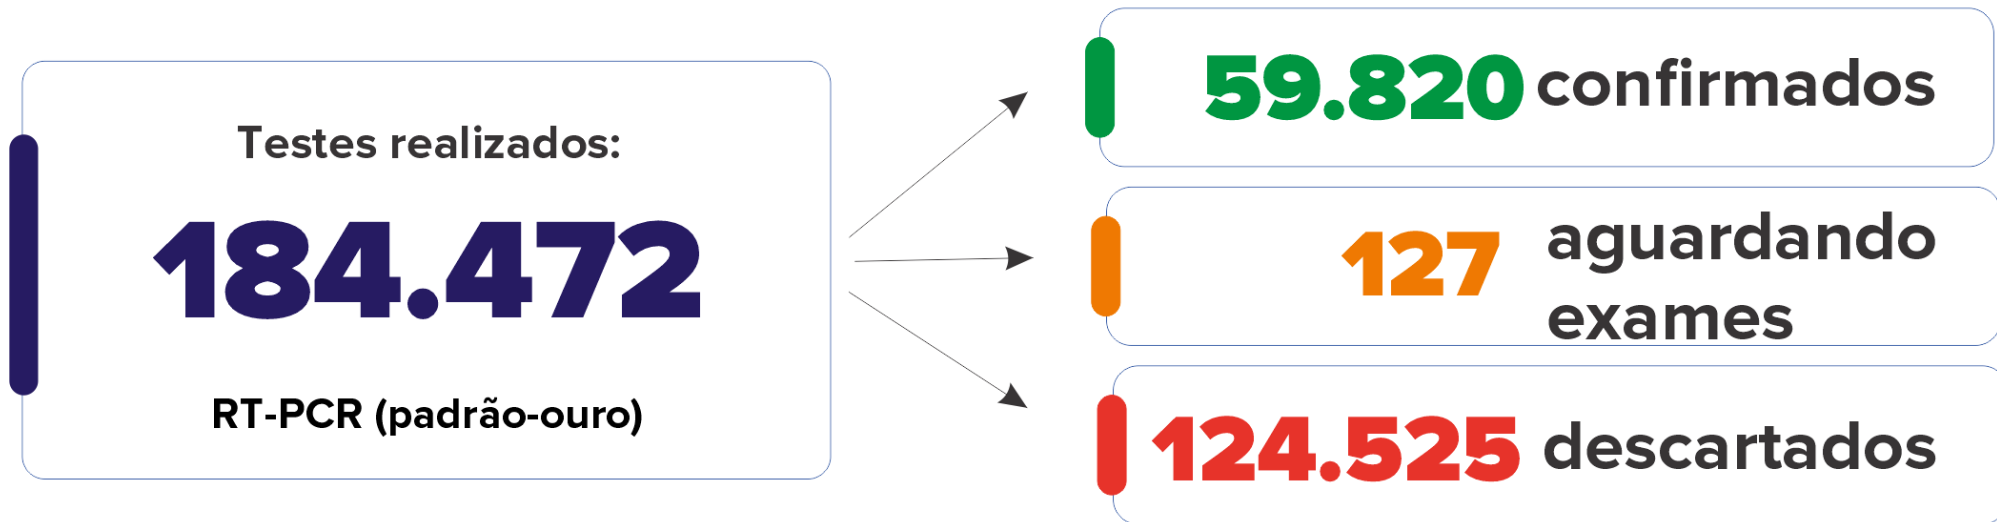 Testes realizados:
184.472
RT-PCR (padrão-ouro)
59.820 confirmados
127 aguardando
exames
124.525 descartados